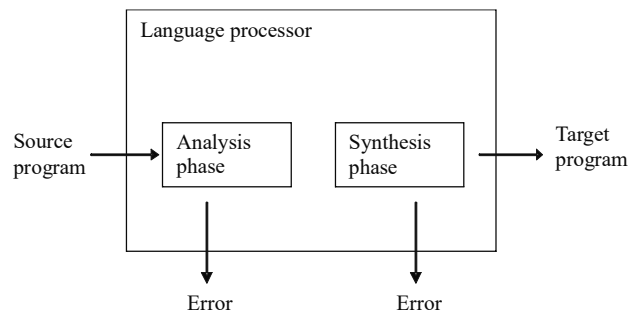 Language processor
Source
program
Analysis
phase
Synthesis
phase
Target
program
Error
Error